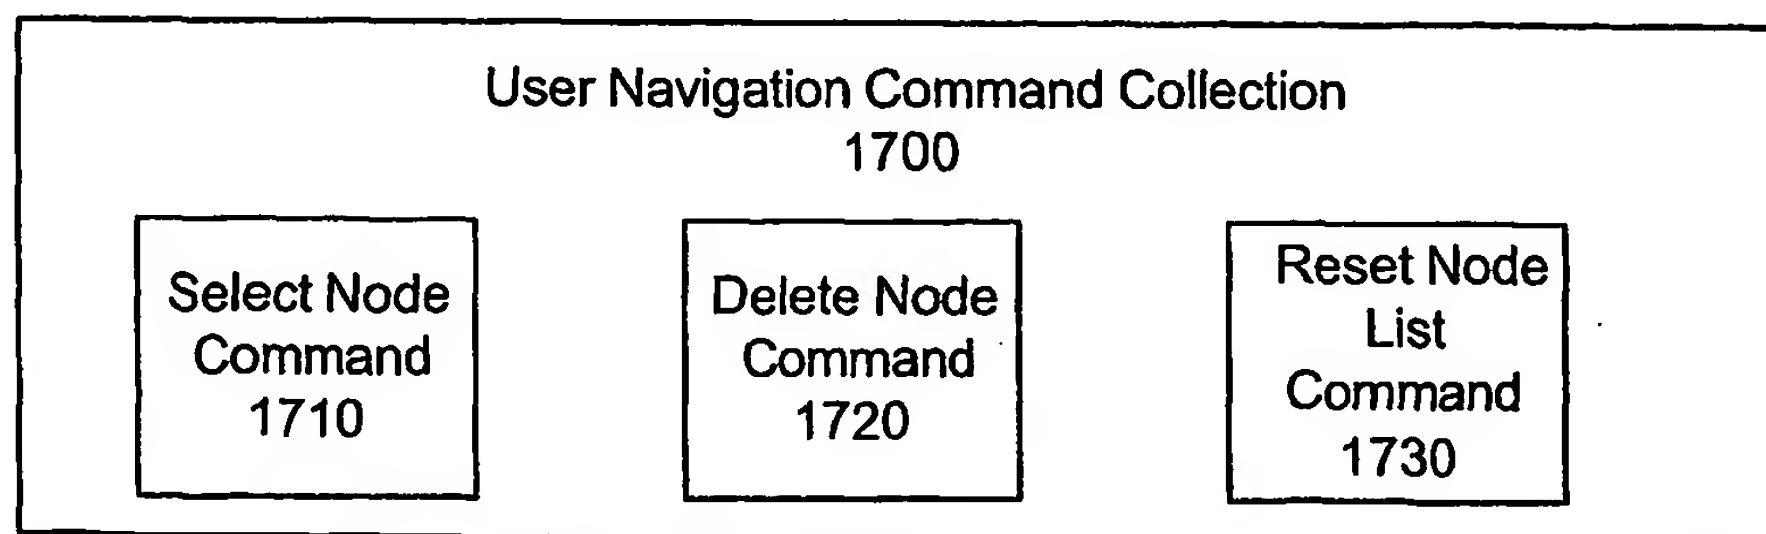 User Navigation Command Collection
1700
Select Node
Command
1710
Delete Node
Command
1720
Reset Node
List
Command
1730